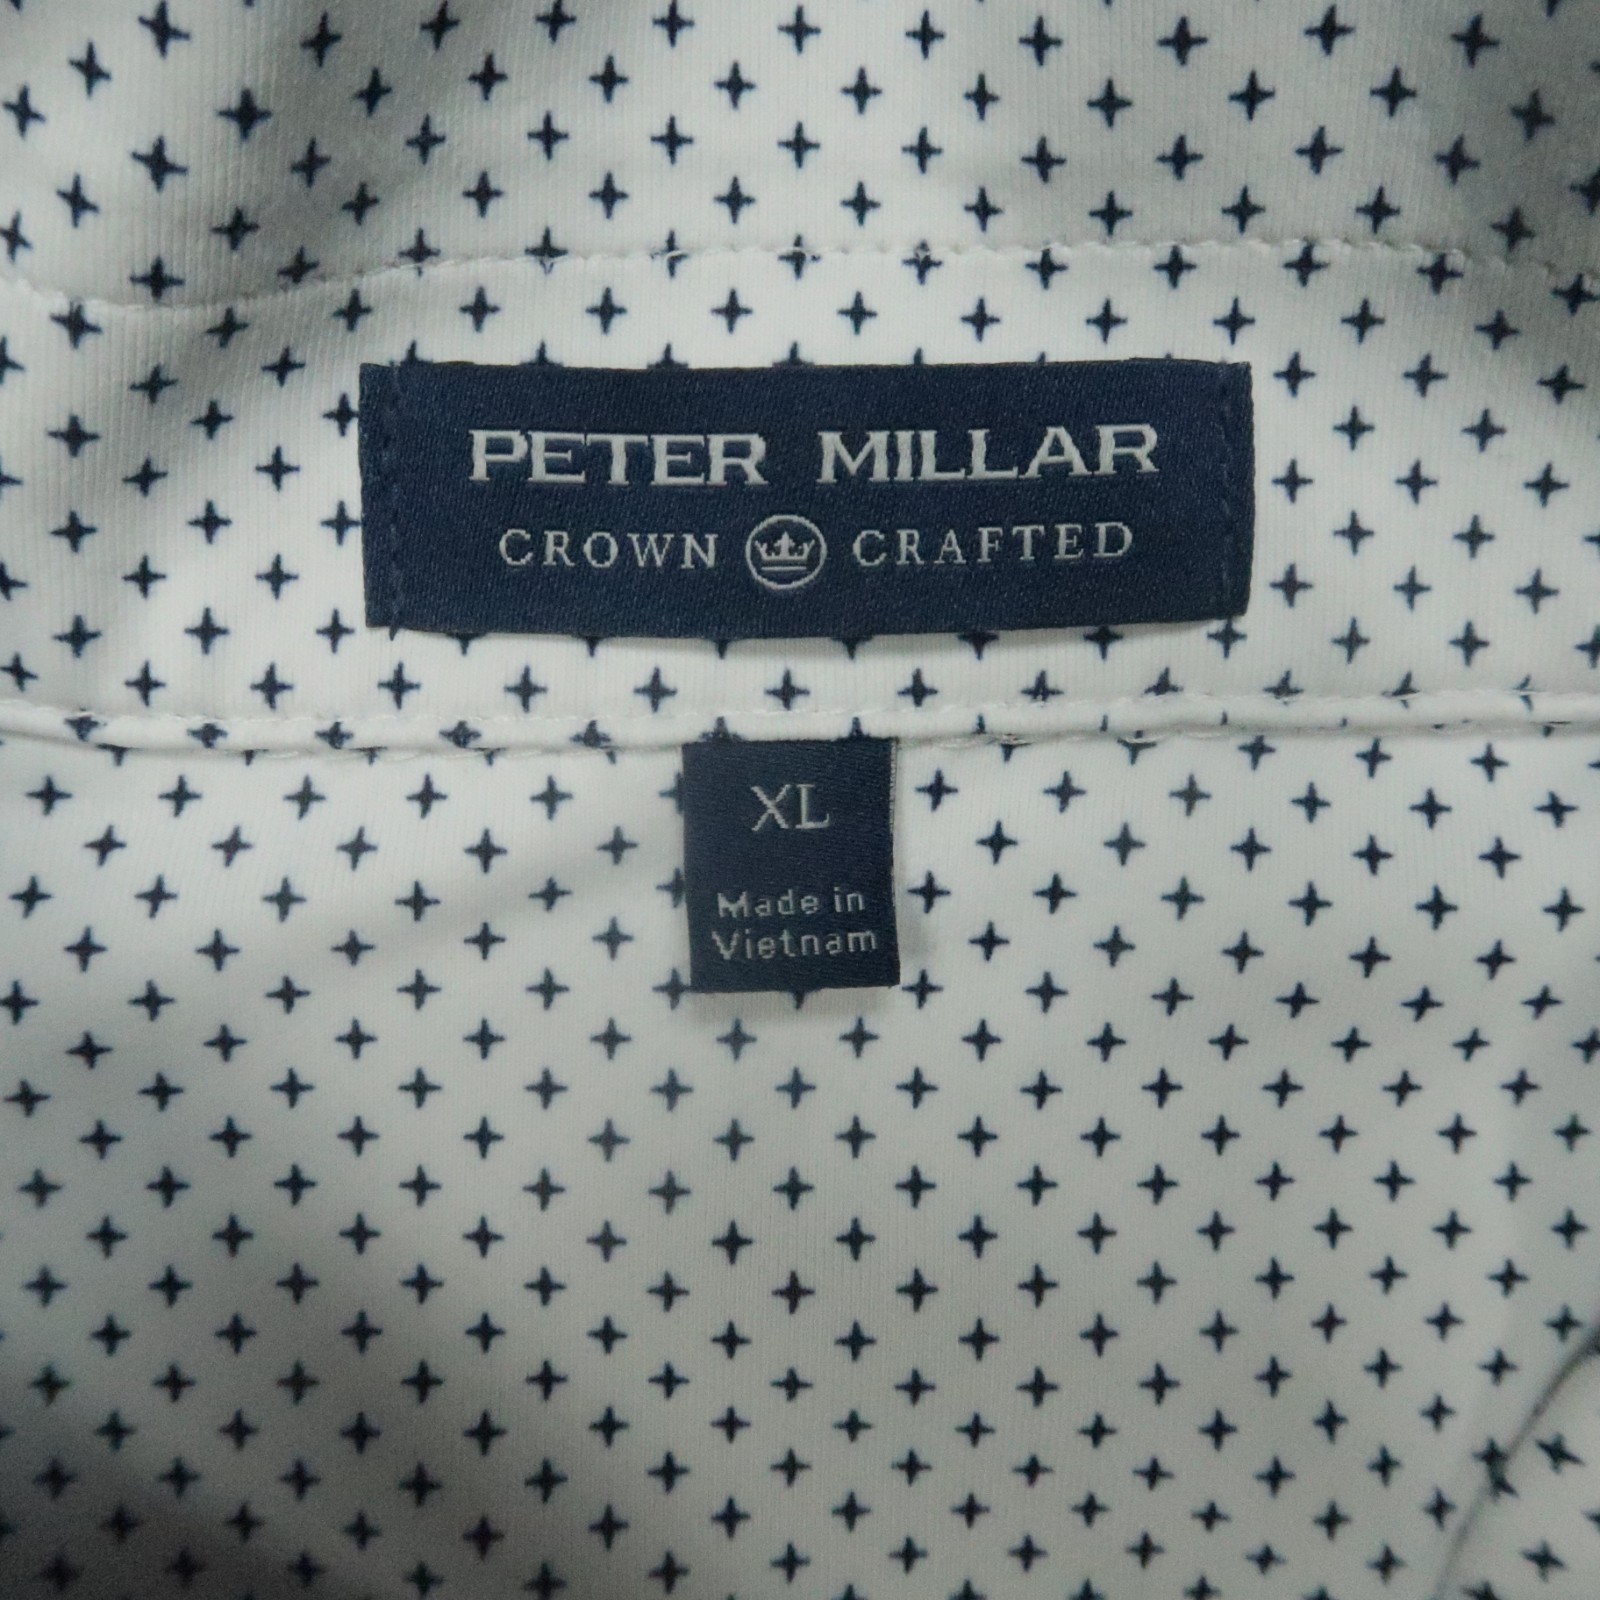 PETER MILLAR
CROWN CRAFTED
XL
Made in
Vietnam